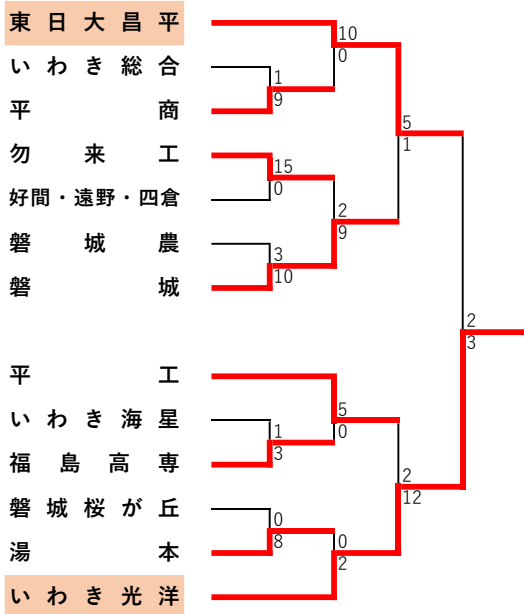 東日大昌平
10
いわき総合
0
1
平商
9
5
勿来工
1
15
好間・遠野・四倉
0
2
磐城農
9
3
磐城
10
2
3
平工
5
いわき海星
0
1
福島高専
3
2
磐城桜が丘
12
0
湯本
8
0
2
いわき光洋